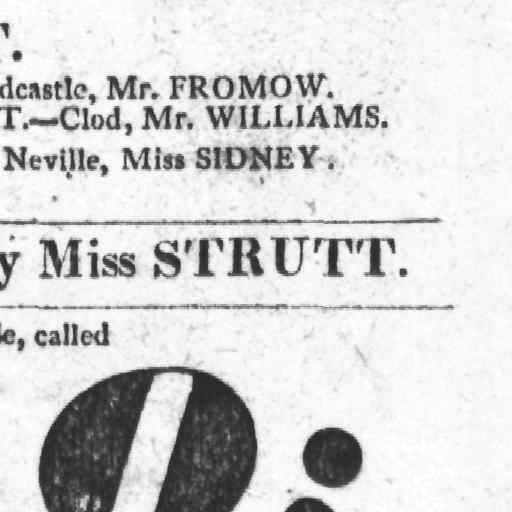 T.
dcastle, Mr. FROMOW.
T.—Clod, Mr. WILLIAMS.
Neville, Miss SIDNEY.
y Miss STRUTT.
le, called